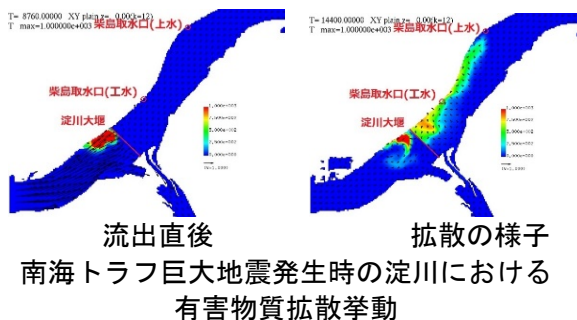 T= 8760.00000 XY plain z= 0.00(k=12)
T max=1.000000e+003
柴島取水口(上水)
柴島取水口(工水)
淀川大堰
T= 14400.00000 XY plain z= 0.00(k=12)
T max=1.000000e+003
柴島取水口(上水)
柴島取水口(工水)
淀川大堰
流出直後
拡散の様子
南海トラフ巨大地震発生時の淀川における
有害物質拡散挙動